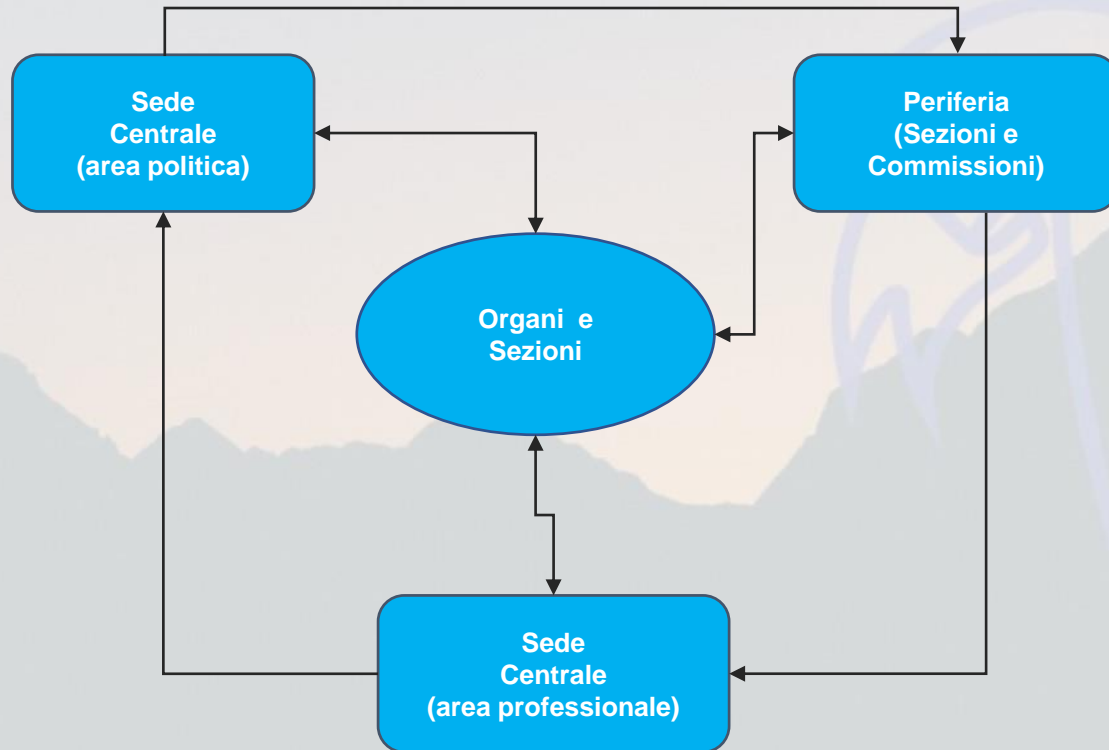 Sede
Centrale
(area politica)
Periferia
(Sezioni e
Commissioni)
Organi e
Sezioni
Sede
Centrale
(area professionale)